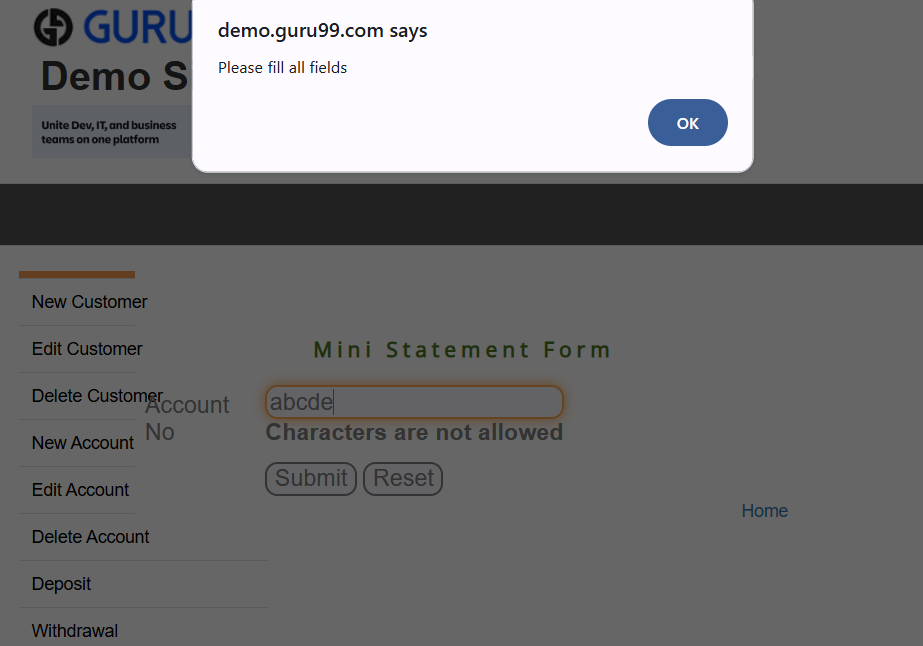 GURU
demo.guru99.com says
Please fill all fields
OK
Demo S
Unite Dev, IT, and business
teams on one platform
New Customer
Edit Customer
Mini Statement Form
Delete Customer
Account
No
abcde
Characters are not allowed
New Account
Submit Reset
Edit Account
Home
Delete Account
Deposit
Withdrawal